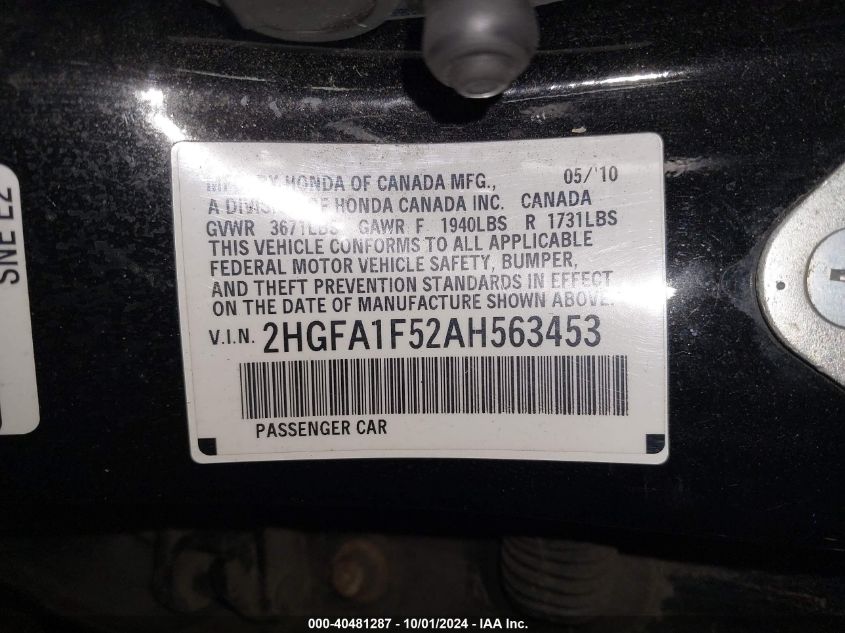 HONDA OF CANADA MFG., 05/'10
A DIVISION OF HONDA CANADA INC. CANADA
GVWR 3671LBS GAWR F 1940LBS R 1731LBS
THIS VEHICLE CONFORMS TO ALL APPLICABLE
FEDERAL MOTOR VEHICLE SAFETY, BUMPER,
AND THEFT PREVENTION STANDARDS IN EFFECT
ON THE DATE OF MANUFACTURE SHOWN ABOVE.
V.I.N. 2HGFA1F52AH563453
PASSENGER CAR
SNE E2
000-40481287 - 10/01/2024 - IAA Inc.